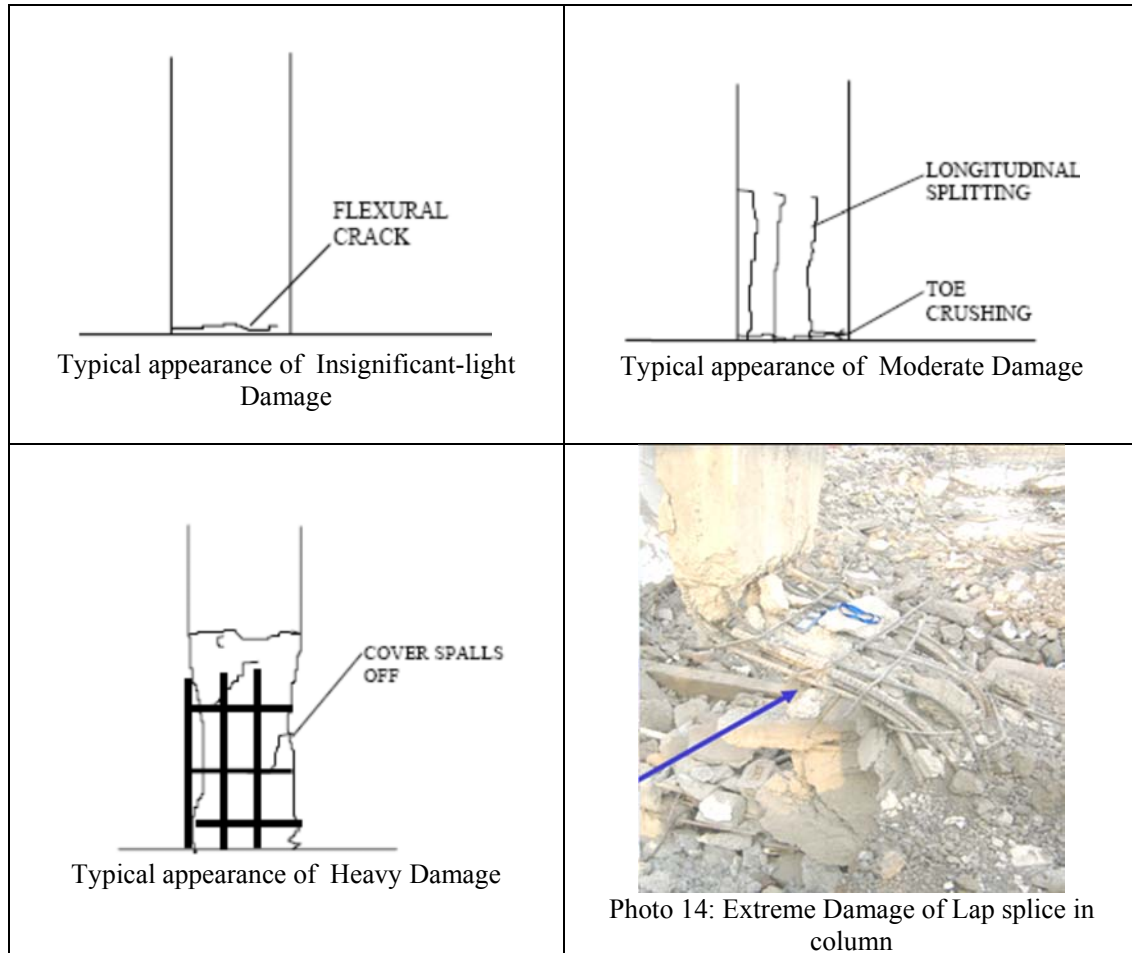 FLEXURAL
CRACK
Typical appearance of Insignificant-light
Damage
LONGITUDINAL
SPLITTING
TOE
CRUSHING
Typical appearance of Moderate Damage
COVER SPALLS
OFF
Typical appearance of Heavy Damage
Photo 14: Extreme Damage of Lap splice in
column